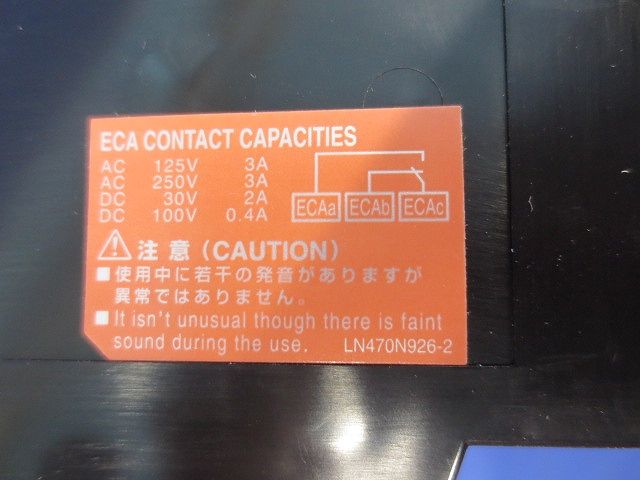 ECA CONTACT CAPACITIES
AC 125V 3A
AC 250V 3A
DC 30V 2A
DC 100V 0.4A
ECAa ECAb ECAc
注意 (CAUTION)
■使用中に若干の発音がありますが
異常ではありません。
■It isn't unusual though there is faint
sound during the use. LN470N926-2